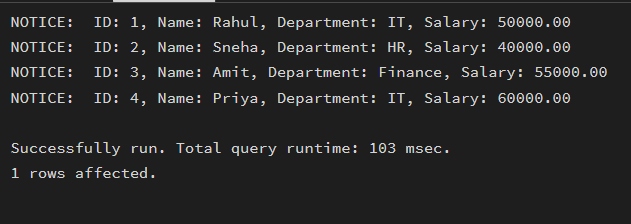 NOTICE:  ID: 1, Name: Rahul, Department: IT, Salary: 50000.00
NOTICE:  ID: 2, Name: Sneha, Department: HR, Salary: 40000.00
NOTICE:  ID: 3, Name: Amit, Department: Finance, Salary: 55000.00
NOTICE:  ID: 4, Name: Priya, Department: IT, Salary: 60000.00
Successfully run. Total query runtime: 103 msec.
1 rows affected.